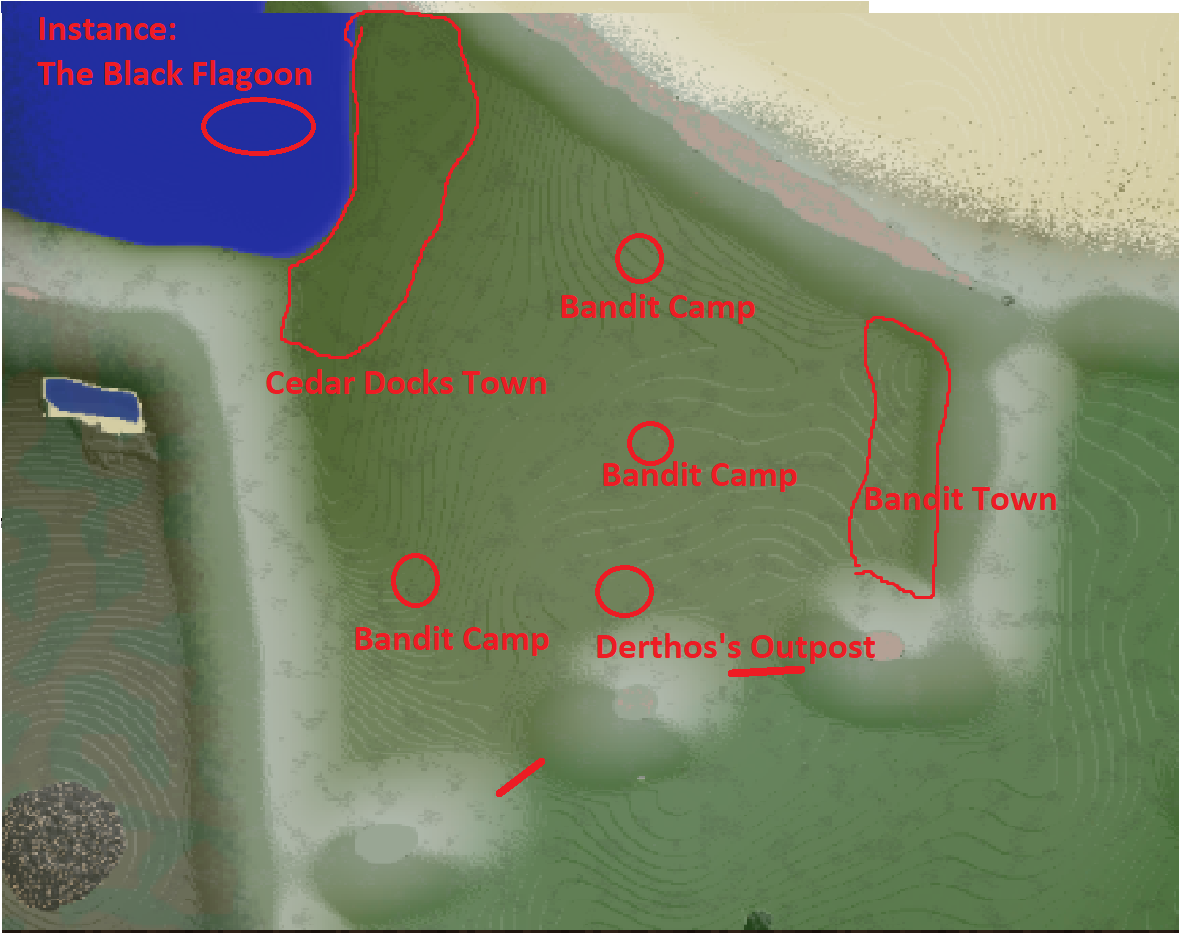 Instance:
The Black Flagoon
Bandit Camp
Cedar Docks Town
Bandit Camp
Bandit Town
Bandit Camp
Derthos's Outpost